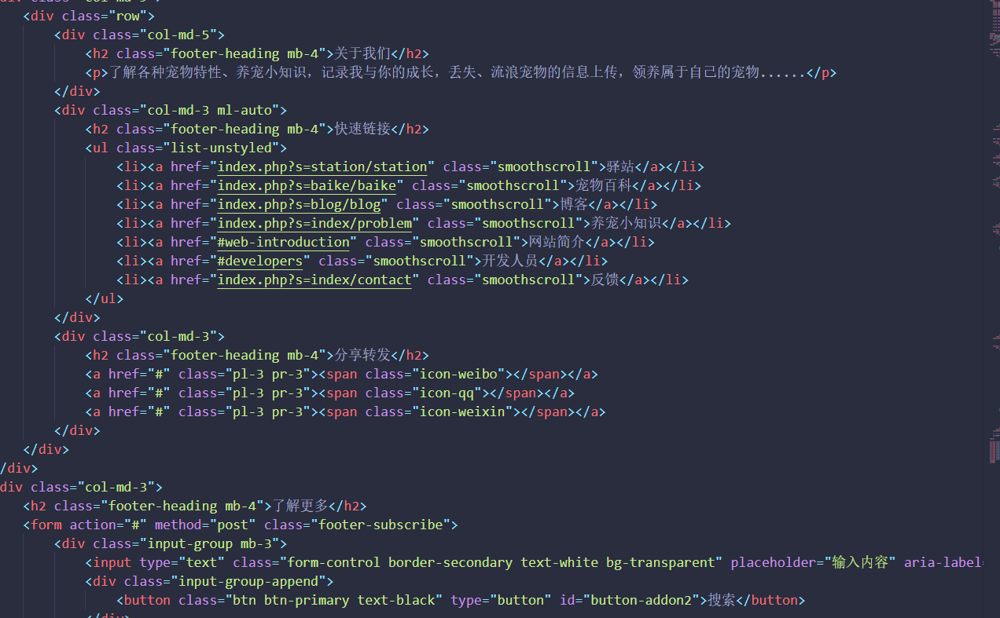 div class="col-md-9">
<div class="row">
<div class="col-md-5">
<h2 class="footer-heading mb-4">关于我们</h2>
<p>了解各种宠物特性、养宠小知识，记录我与你的成长，丢失、流浪宠物的信息上传，领养属于自己的宠物......</p>
</div>
<div class="col-md-3 ml-auto">
<h2 class="footer-heading mb-4">快速链接</h2>
<ul class="list-unstyled">
<li><a href="index.php?s=station/station" class="smoothscroll">驿站</a></li>
<li><a href="index.php?s=baike/baike" class="smoothscroll">宠物百科</a></li>
<li><a href="index.php?s=blog/blog" class="smoothscroll">博客</a></li>
<li><a href="index.php?s=index/problem" class="smoothscroll">养宠小知识</a></li>
<li><a href="#web-introduction" class="smoothscroll">网站简介</a></li>
<li><a href="#developers" class="smoothscroll">开发人员</a></li>
<li><a href="index.php?s=index/contact" class="smoothscroll">反馈</a></li>
</ul>
</div>
<div class="col-md-3">
<h2 class="footer-heading mb-4">分享转发</h2>
<a href="#" class="pl-3 pr-3"><span class="icon-weibo"></span></a>
<a href="#" class="pl-3 pr-3"><span class="icon-qq"></span></a>
<a href="#" class="pl-3 pr-3"><span class="icon-weixin"></span></a>
</div>
</div>
/div>
div class="col-md-3">
<h2 class="footer-heading mb-4">了解更多</h2>
<form action="#" method="post" class="footer-subscribe">
<div class="input-group mb-3">
<input type="text" class="form-control border-secondary text-white bg-transparent" placeholder="输入内容" aria-label=
<div class="input-group-append">
<button class="btn btn-primary text-black" type="button" id="button-addon2">搜索</button>
</div>